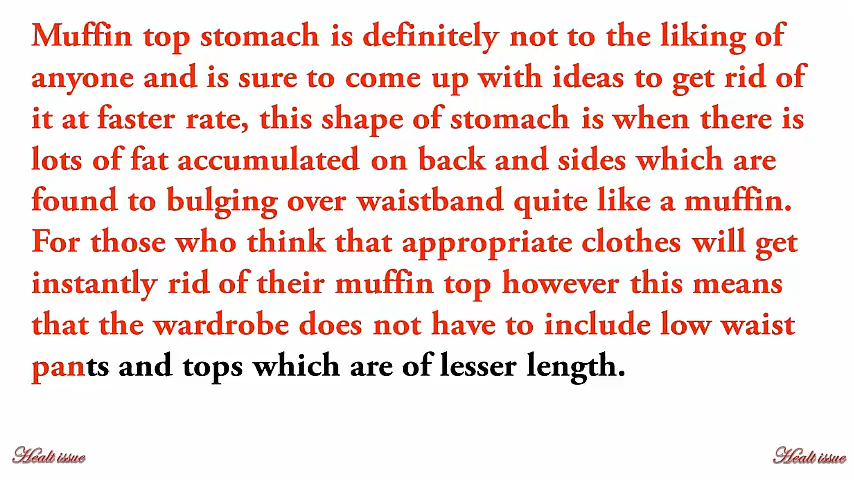 Muffin top stomach is definitely not to the liking of
anyone and is sure to come up with ideas to get rid of
it at faster rate, this shape of stomach is when there is
lots of fat accumulated on back and sides which are
found to bulging over waistband quite like a muffin.
For those who think that appropriate clothes will get
instantly rid of their muffin top however this means
that the wardrobe does not have to include low waist
pants and tops which are of lesser length.
Healt issue
Healt issue